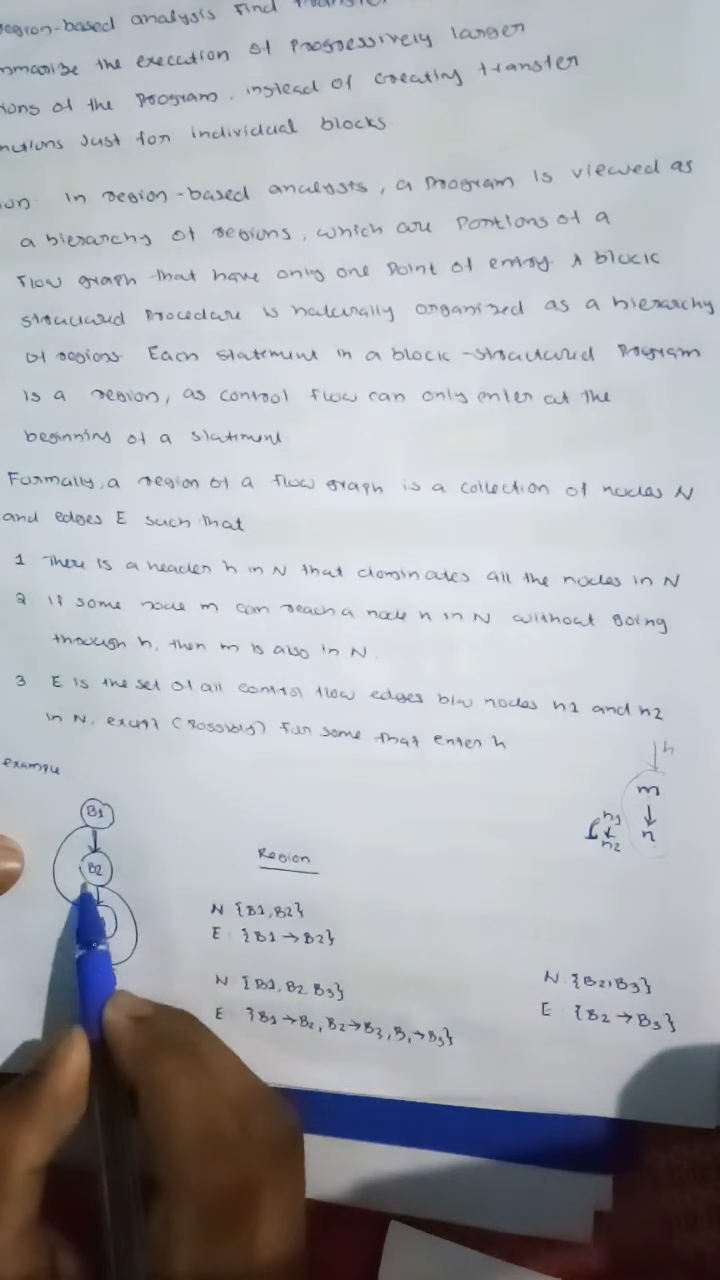 region-based analysis find
mmarize the execution of progressively larger
ions of the program. instead of creating transfer
nctions Just for individual blocks
on In region-based analysis, a program is viewed as
a hierarchy of regions, which are portions of a
flow graph that have only one point of entry. A block
structured Procedure is naturally organized as a hierarchy
of regions Each statement in a block-structured program
is a region, as control flow can only enter at the
beginning of a statment
Formally, a region of a flow graph is a collection of nodes N
and edges E such that
1 There is a header h in N that dominates all the nodes in N
2 If some node m can reach a node n in N without going
through h, then m is also in N.
3 E is the set of all control flow edges b/w nodes n1 and n2
in N, except (Possibly) for some that enter h
example
h
m
n
n1
n2
B1
B2
Region
N {B1,B2}
E: {B1→B2}
N {B1, B2 B3}
E {B1→B2, B2→B3, B1→B3}
N: {B2,B3}
E: {B2→B3}